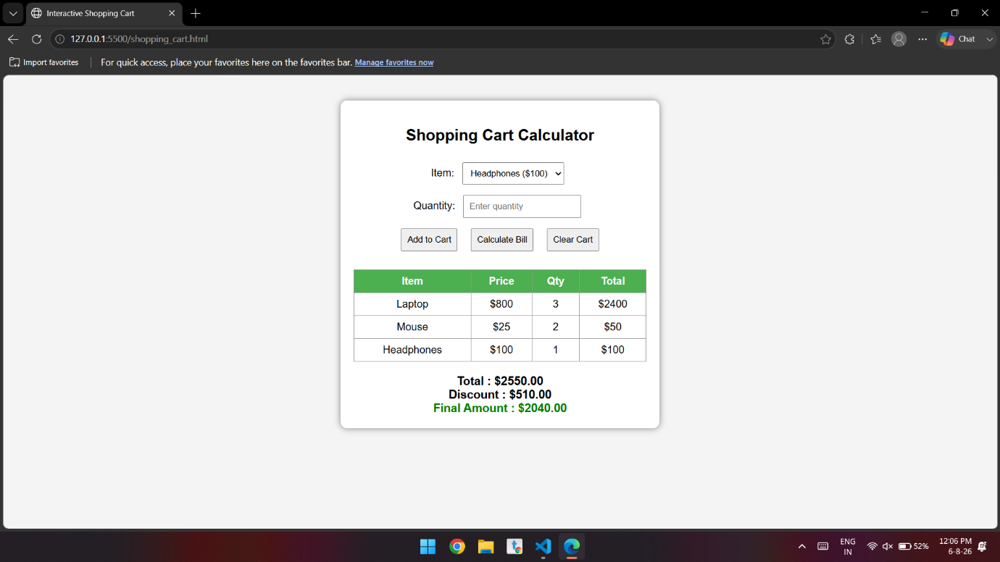 Interactive Shopping Cart
127.0.0.1:5500/shopping_cart.html
Chat
Import favorites
For quick access, place your favorites here on the favorites bar. Manage favorites now
Shopping Cart Calculator
Item: Headphones ($100)
Quantity: Enter quantity
Add to Cart Calculate Bill Clear Cart
Item Price Qty Total
Laptop $800 3 $2400
Mouse $25 2 $50
Headphones $100 1 $100
Total : $2550.00
Discount : $510.00
Final Amount : $2040.00
ENG
IN
52%
12:06 PM
6-8-26